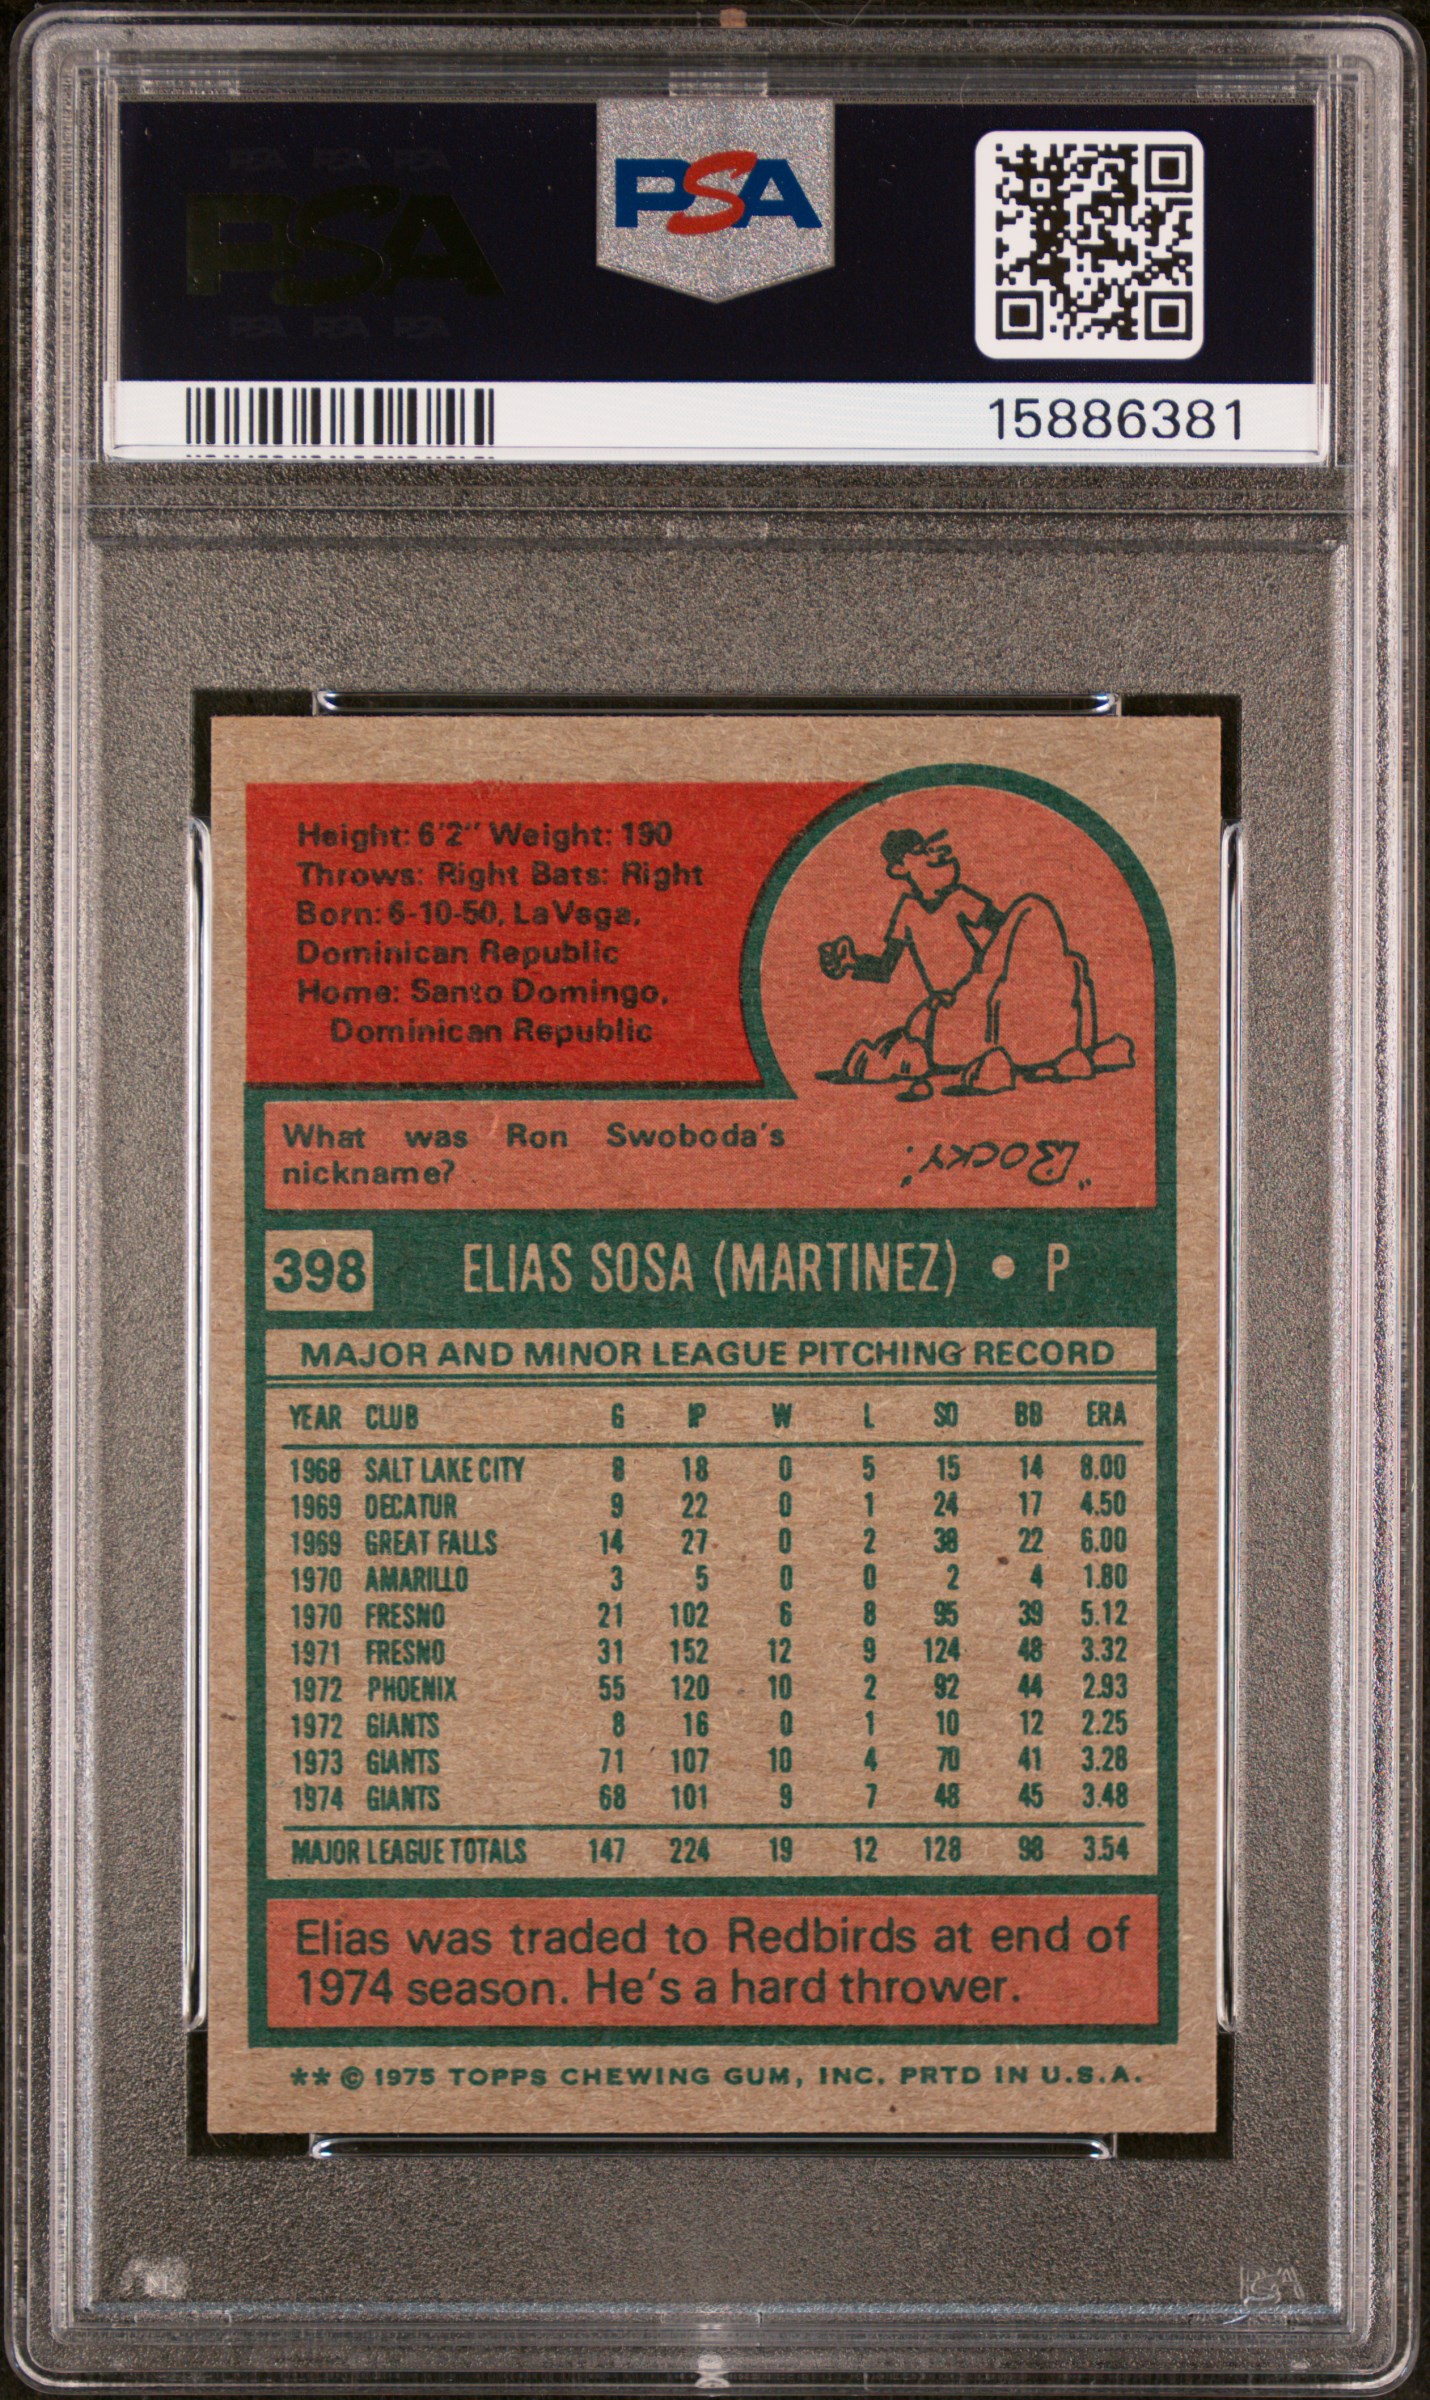 PSA PSA PSA
PSA
PSA PSA PSA
PSA
15886381
Height: 6'2" Weight: 190
Throws: Right Bats: Right
Born: 6-10-50, La Vega,
Dominican Republic
Home: Santo Domingo,
Dominican Republic
What was Ron Swoboda's
nickname?
"ROCKY."
398 ELIAS SOSA (MARTINEZ) • P
MAJOR AND MINOR LEAGUE PITCHING RECORD
YEAR CLUB G IP W L SO BB ERA
1968 SALT LAKE CITY 8 18 0 5 15 14 8.00
1969 DECATUR 9 22 0 1 24 17 4.50
1969 GREAT FALLS 14 27 0 2 38 22 6.00
1970 AMARILLO 3 5 0 0 2 4 1.80
1970 FRESNO 21 102 6 8 95 39 5.12
1971 FRESNO 31 152 12 9 124 48 3.32
1972 PHOENIX 55 120 10 2 92 44 2.93
1972 GIANTS 8 16 0 1 10 12 2.25
1973 GIANTS 71 107 10 4 70 41 3.28
1974 GIANTS 68 101 9 7 48 45 3.48
MAJOR LEAGUE TOTALS 147 224 19 12 128 98 3.54
Elias was traded to Redbirds at end of
1974 season. He's a hard thrower.
** © 1975 TOPPS CHEWING GUM, INC. PRTD IN U.S.A.
PSA